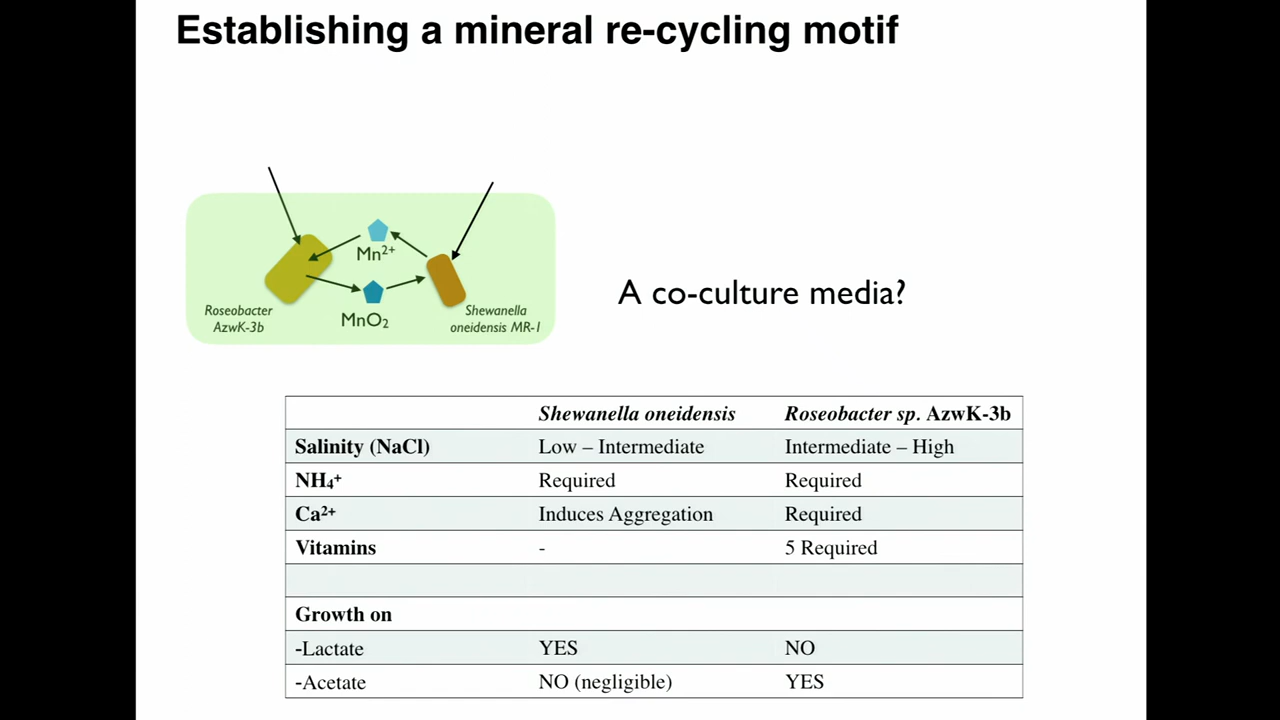 Establishing a mineral re-cycling motif
Mn²⁺
MnO₂
Roseobacter
AzwK-3b
Shewanella
oneidensis MR-1
A co-culture media?
Shewanella oneidensis Roseobacter sp. AzwK-3b
Salinity (NaCl) Low – Intermediate Intermediate – High
NH₄⁺ Required Required
Ca²⁺ Induces Aggregation Required
Vitamins - 5 Required
Growth on
-Lactate YES NO
-Acetate NO (negligible) YES